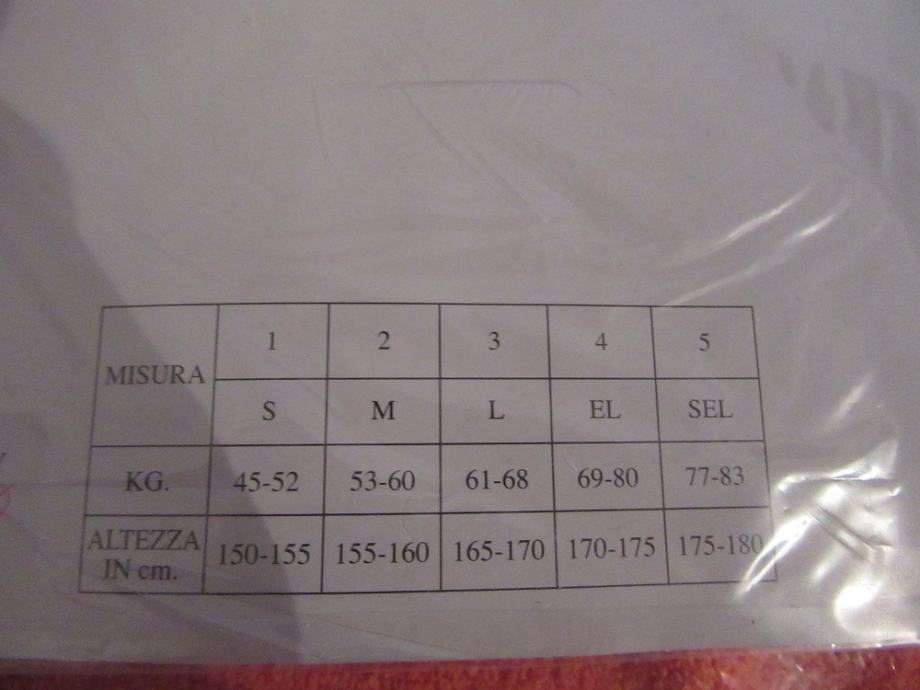 MISURA 1 2 3 4 5
S M L EL SEL
KG. 45-52 53-60 61-68 69-80 77-83
ALTEZZA IN cm. 150-155 155-160 165-170 170-175 175-180